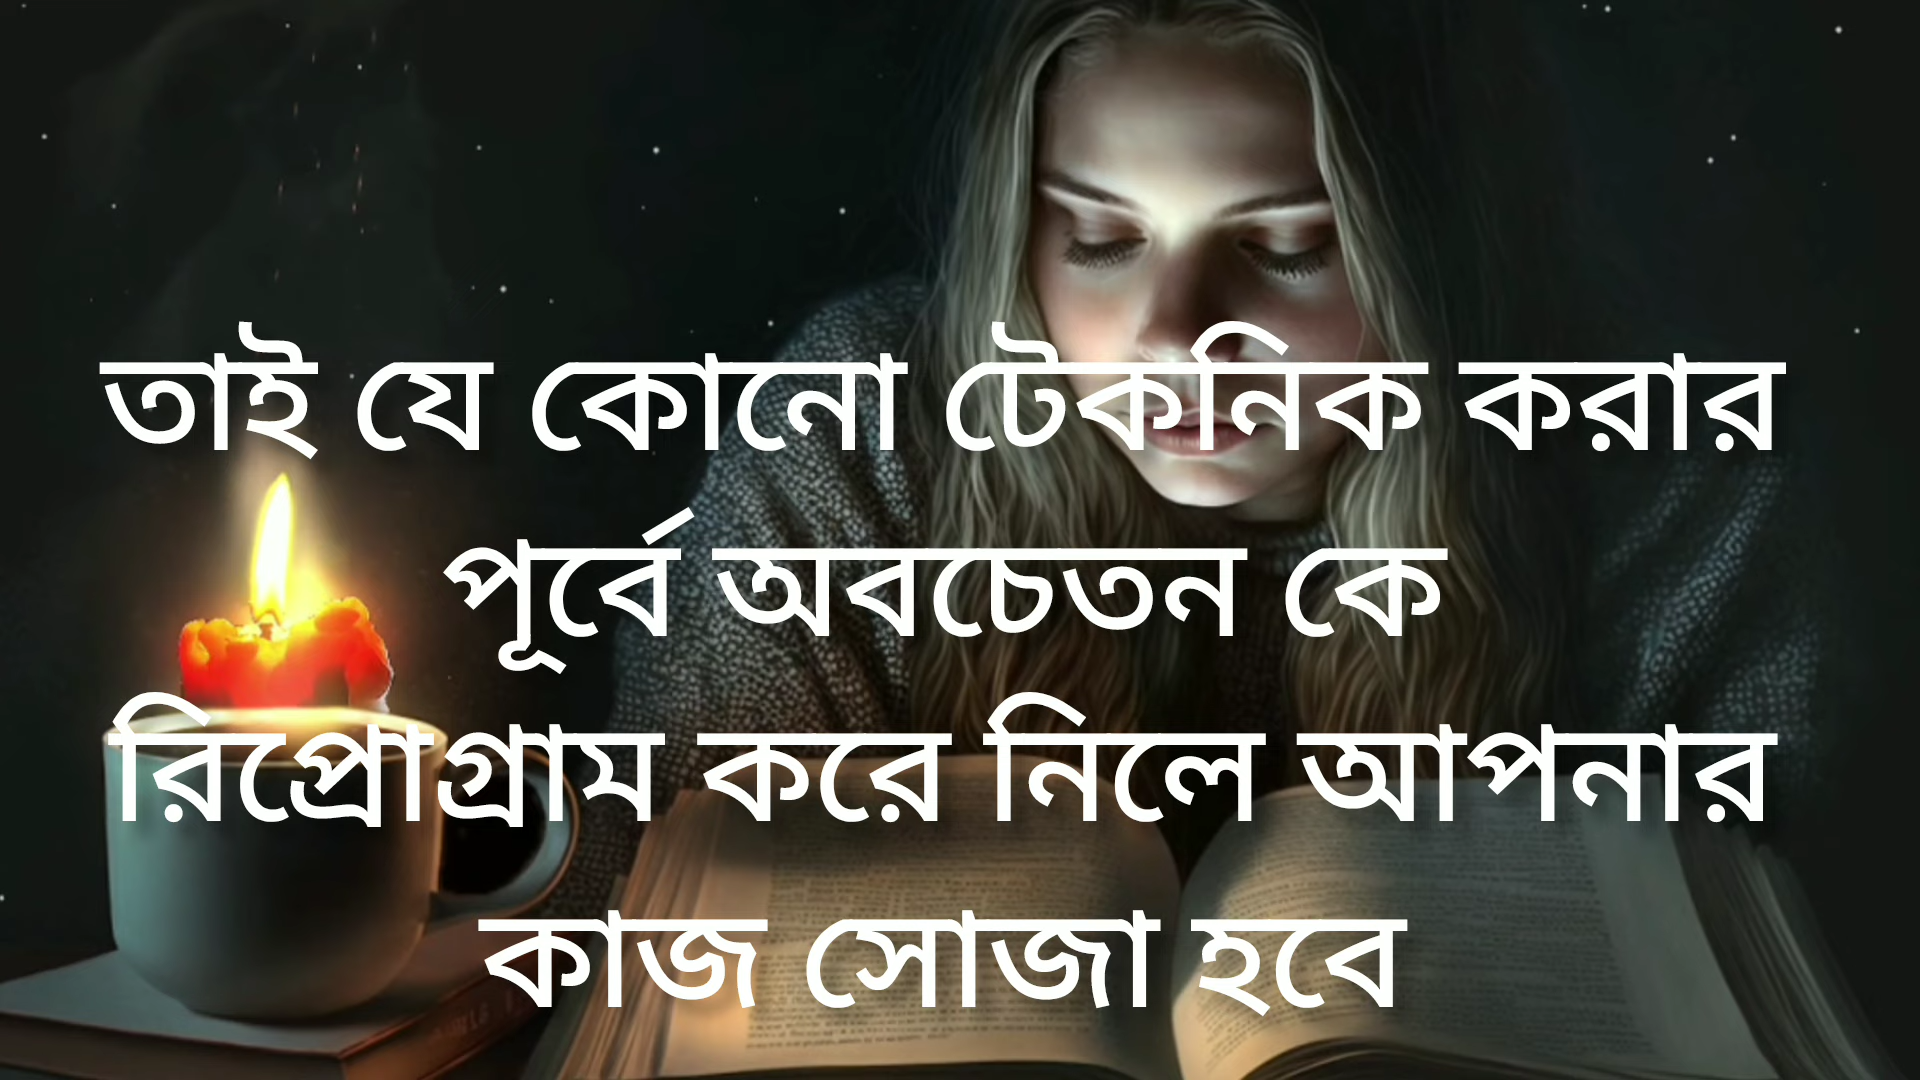 তাই যে কোনো টেকনিক করার
পূর্বে অবচেতন কে
রিপ্রোগ্রাম করে নিলে আপনার
কাজ সোজা হবে